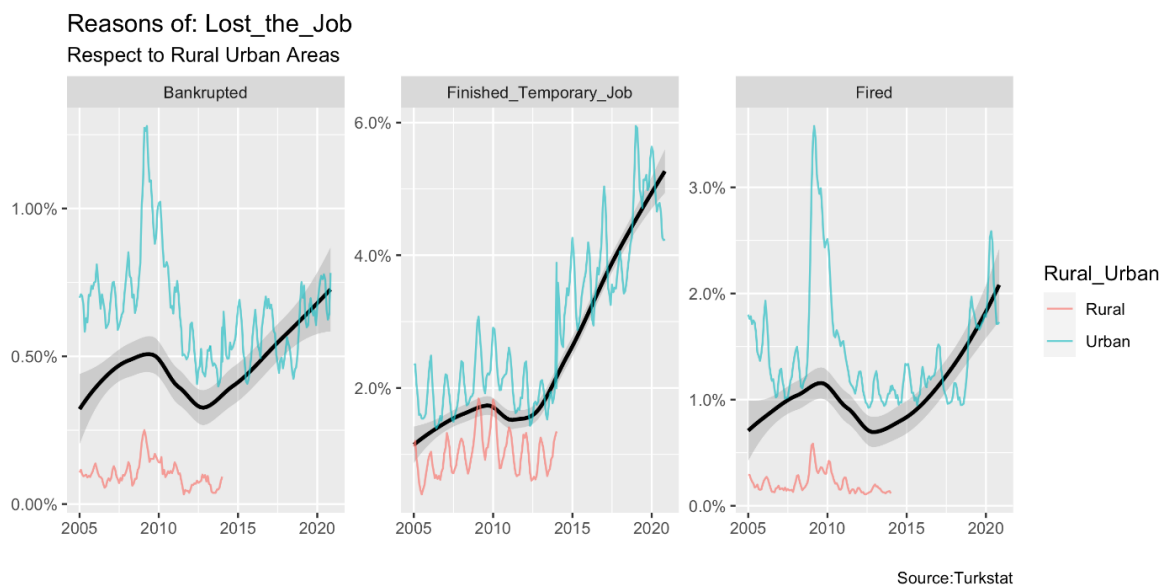 Reasons of: Lost_the_Job
Respect to Rural Urban Areas
Bankrupted
1.00%
0.50%
0.00%
2005 2010 2015 2020
Finished_Temporary_Job
6.0%
4.0%
2.0%
2005 2010 2015 2020
Fired
3.0%
2.0%
1.0%
0.0%
2005 2010 2015 2020
Rural_Urban
Rural
Urban
Source:Turkstat